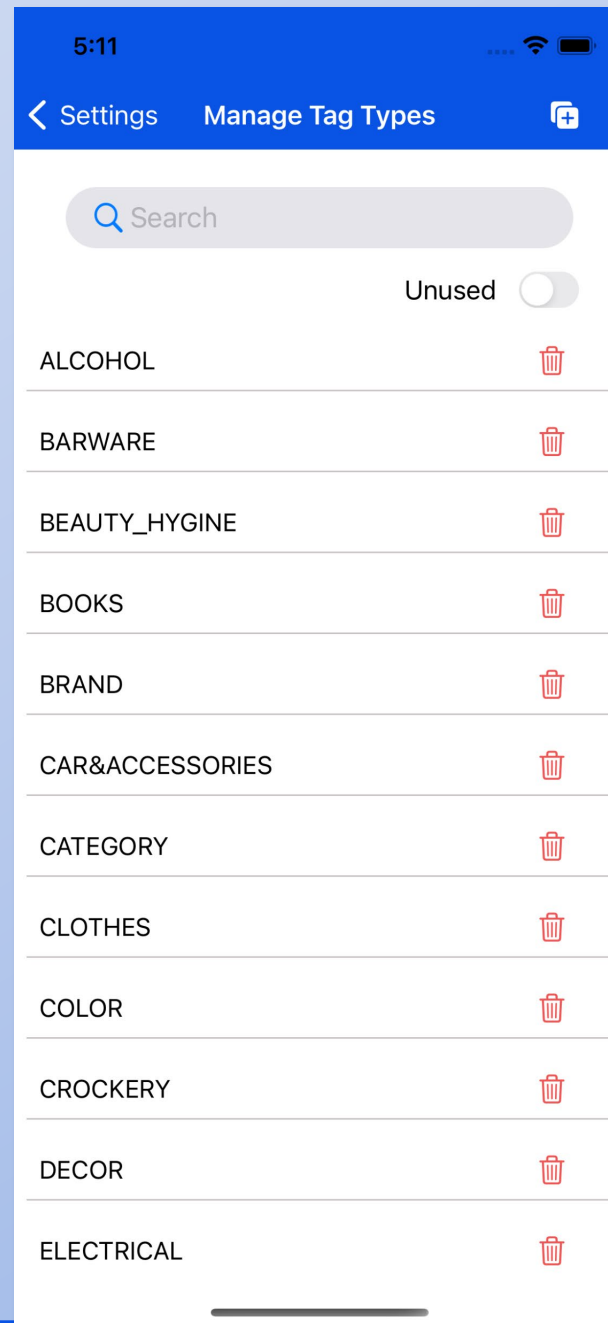 5:11
Settings Manage Tag Types
Search
Unused
ALCOHOL
BARWARE
BEAUTY_HYGINE
BOOKS
BRAND
CAR&ACCESSORIES
CATEGORY
CLOTHES
COLOR
CROCKERY
DECOR
ELECTRICAL